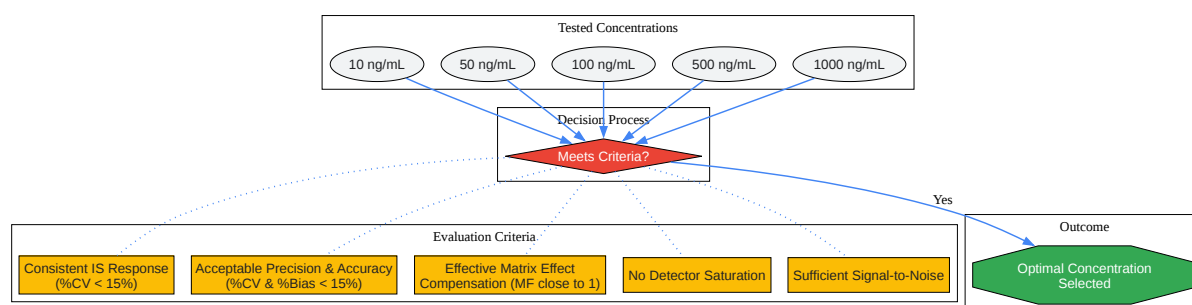 Tested Concentrations
10 ng/mL
50 ng/mL
100 ng/mL
500 ng/mL
1000 ng/mL
Decision Process
Meets Criteria?
Yes
Evaluation Criteria
Consistent IS Response
(%CV < 15%)
Acceptable Precision & Accuracy
(%CV & %Bias < 15%)
Effective Matrix Effect
Compensation (MF close to 1)
No Detector Saturation
Sufficient Signal-to-Noise
Outcome
Optimal Concentration
Selected